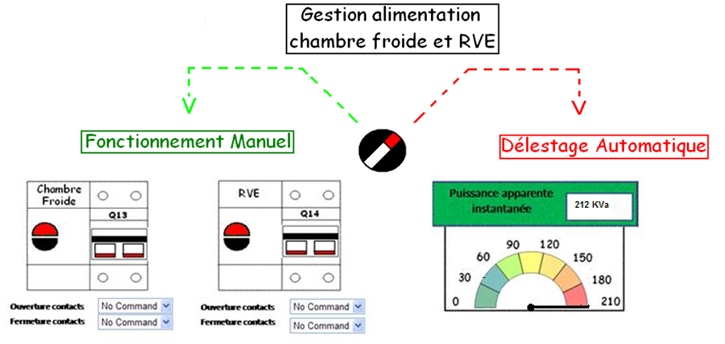 Gestion alimentation
chambre froide et RVE
Fonctionnement Manuel
Délestage Automatique
Chambre
Froide
Q13
Ouverture contacts No Command
Fermeture contacts No Command
RVE
Q14
Ouverture contacts No Command
Fermeture contacts No Command
Puissance apparente
instantanée
212 KVa
0
30
60
90
120
150
180
210